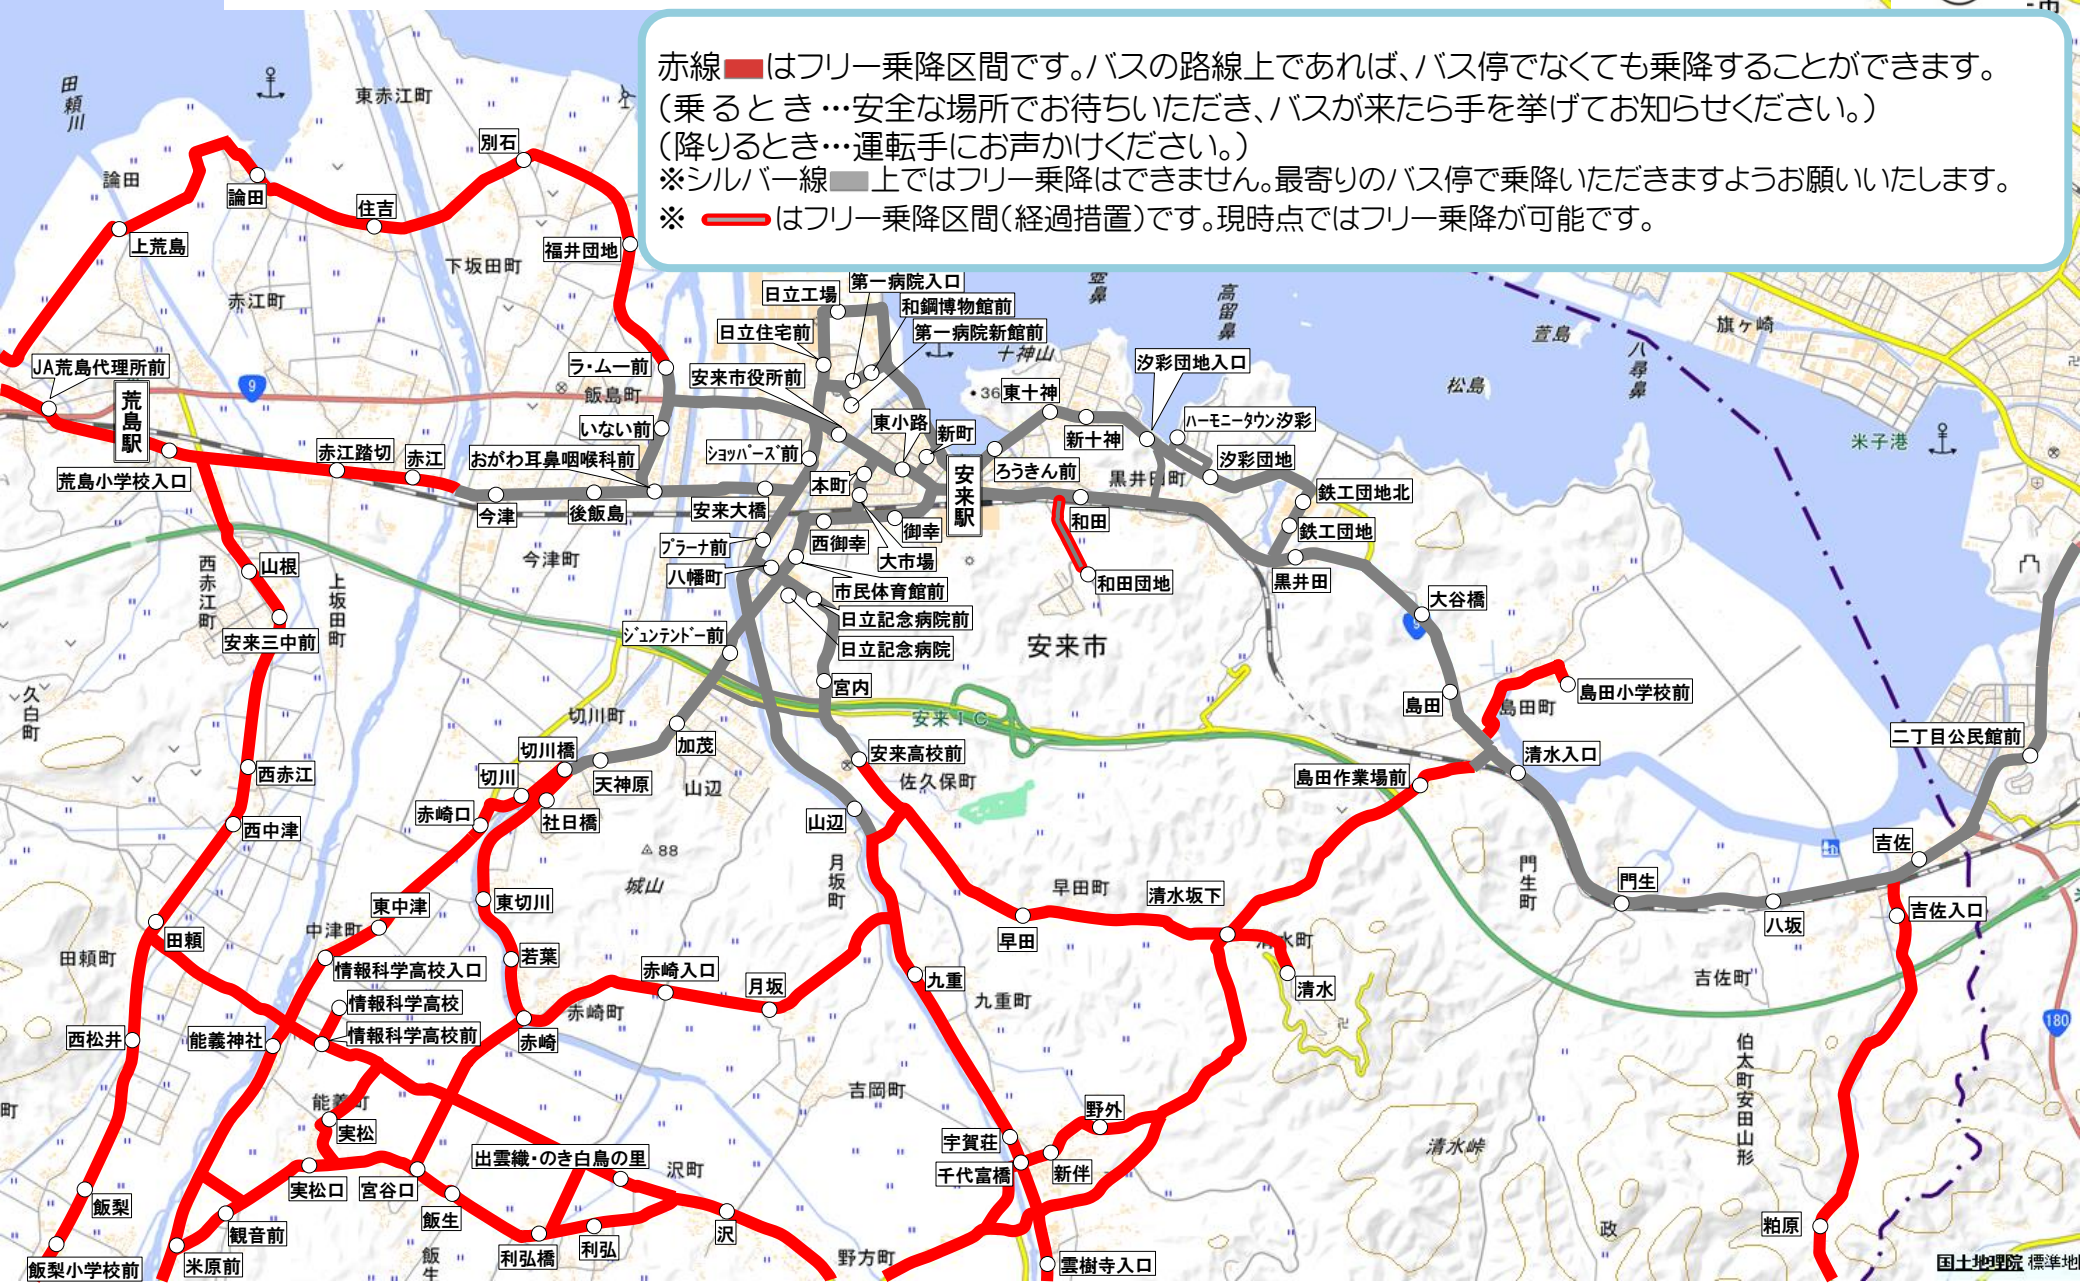 赤線■はフリー乗降区間です。バスの路線上であれば、バス停でなくても乗降することができます。
(乗るとき…安全な場所でお待ちいただき、バスが来たら手を挙げてお知らせください。)
(降りるとき…運転手にお声かけください。)
※シルバー線■上ではフリー乗降はできません。最寄りのバス停で乗降いただきますようお願いいたします。
※ はフリー乗降区間(経過措置)です。現時点ではフリー乗降が可能です。
田頼川
東赤江町
別石
論田
論田
住吉
上荒島
福井団地
下坂田町
赤江町
日立工場
第一病院入口
和鋼博物館前
第一病院新館前
日立住宅前
十神山
高留鼻
萱島
八尋鼻
旗ヶ崎
松島
米子港
JA荒島代理所前
荒島駅
9
ラ・ムー前
飯島町
安来市役所前
汐彩団地入口
・36
東十神
ハーモニータウン汐彩
いない前
東小路
新町
新十神
汐彩団地
赤江踏切
赤江
おがわ耳鼻咽喉科前
ショッパーズ前
ろうきん前
黒井田町
荒島小学校入口
本町
安来駅
鉄工団地北
今津
後飯島
安来大橋
和田
鉄工団地
西御幸
御幸
プラーナ前
大市場
今津町
八幡町
黒井田
西赤江町
山根
上坂田町
市民体育館前
和田団地
大谷橋
9
日立記念病院前
安来三中前
ジュンテンドー前
日立記念病院
安来市
久白町
宮内
島田小学校前
島田
島田町
切川町
安来IC
加茂
切川橋
安来高校前
清水入口
二丁目公民館前
西赤江
切川
天神原
山辺
佐久保町
島田作業場前
赤崎口
社日橋
山辺
西中津
88
城山
月坂町
吉佐
門生町
早田町
清水坂下
門生
東中津
東切川
中津町
早田
八坂
吉佐入口
田頼
田頼町
若葉
清水町
情報科学高校入口
赤崎入口
月坂
九重
吉佐町
情報科学高校
赤崎町
九重町
清水
180
西松井
能義神社
情報科学高校前
赤崎
伯太町安田山形
吉岡町
町
能義町
野外
実松
宇賀荘
清水峠
出雲織・のき白鳥の里
沢町
千代富橋
新伴
実松口
宮谷口
飯梨
観音前
飯生
沢
粕原
政
利弘橋
利弘
飯生
野方町
飯梨小学校前
米原前
雲樹寺入口
国土地理院 標準地